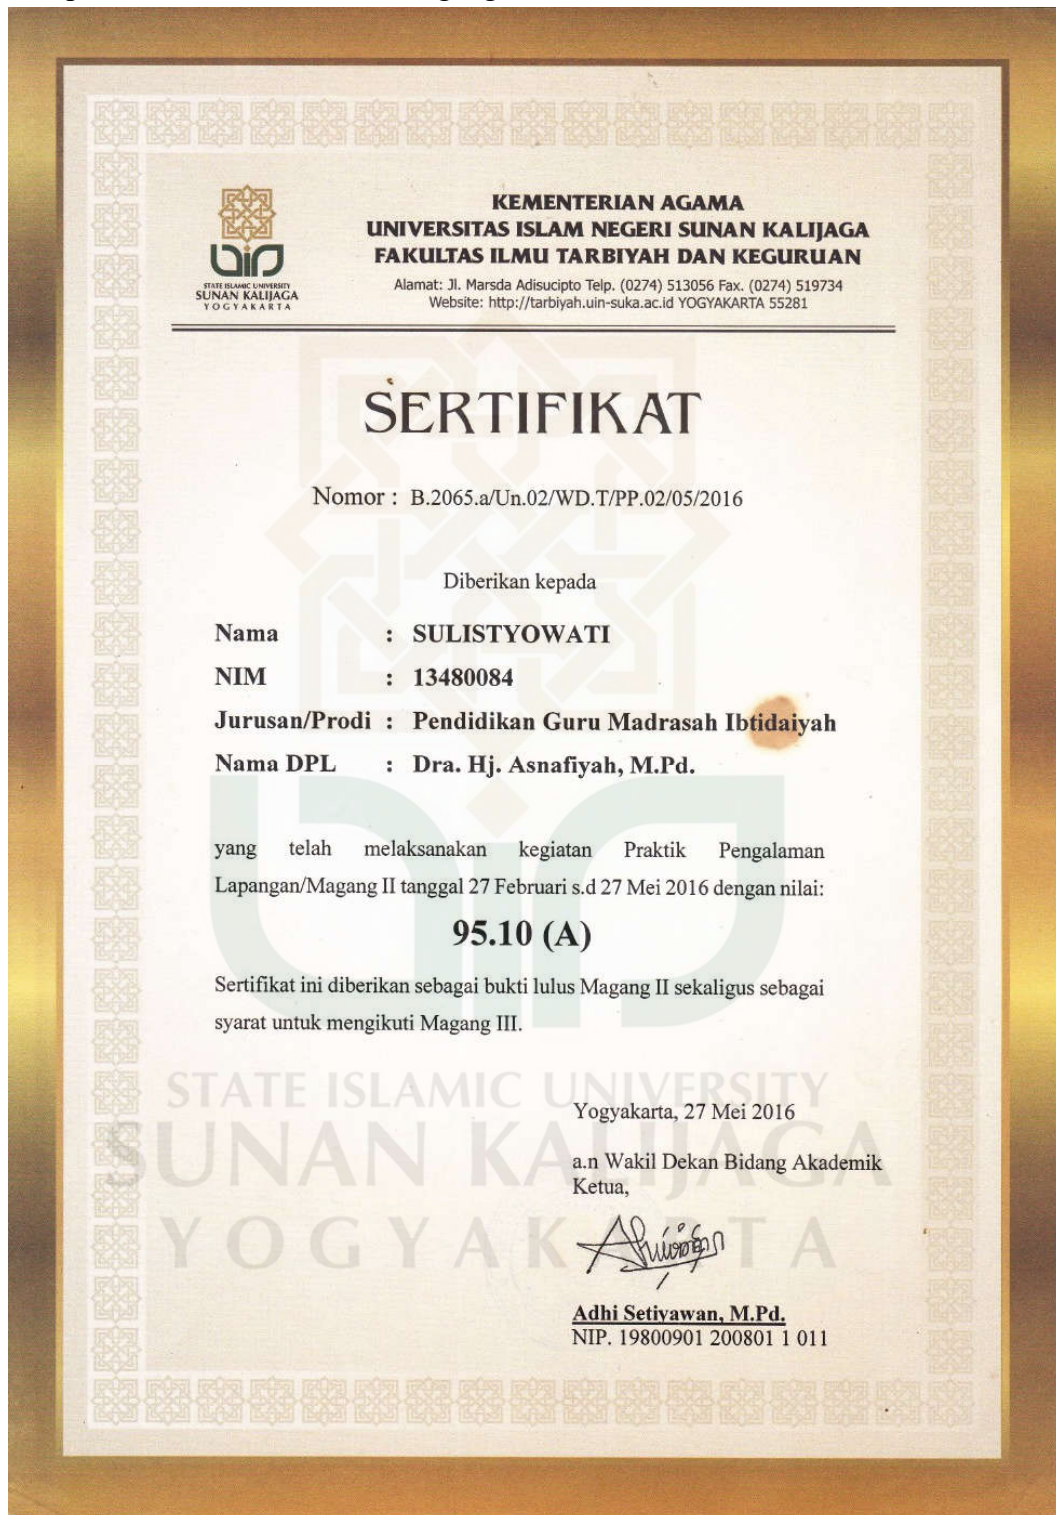 KEMENTERIAN AGAMA
UNIVERSITAS ISLAM NEGERI SUNAN KALIJAGA
FAKULTAS ILMU TARBIYAH DAN KEGURUAN
Alamat: Jl. Marsda Adisucipto Telp. (0274) 513056 Fax. (0274) 519734
Website: http://tarbiyah.uin-suka.ac.id YOGYAKARTA 55281
uin
STATE ISLAMIC UNIVERSITY
SUNAN KALIJAGA
YOGYAKARTA
SERTIFIKAT
Nomor : B.2065.a/Un.02/WD.T/PP.02/05/2016
Diberikan kepada
Nama : SULISTYOWATI
NIM : 13480084
Jurusan/Prodi : Pendidikan Guru Madrasah Ibtidaiyah
Nama DPL : Dra. Hj. Asnafiyah, M.Pd.
yang telah melaksanakan kegiatan Praktik Pengalaman
Lapangan/Magang II tanggal 27 Februari s.d 27 Mei 2016 dengan nilai:
95.10 (A)
Sertifikat ini diberikan sebagai bukti lulus Magang II sekaligus sebagai
syarat untuk mengikuti Magang III.
uin
STATE ISLAMIC UNIVERSITY
SUNAN KALIJAGA
YOGYAKARTA
Yogyakarta, 27 Mei 2016
a.n Wakil Dekan Bidang Akademik
Ketua,
Adhi Setiyawan, M.Pd.
NIP. 19800901 200801 1 011